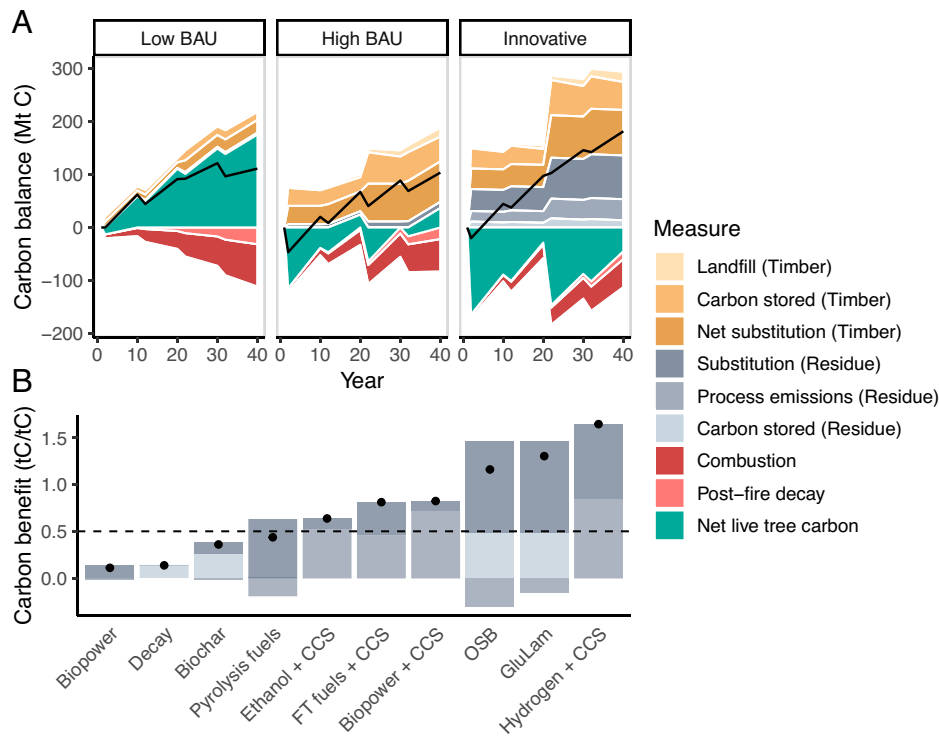 A
Low BAU
High BAU
Innovative
Carbon balance (Mt C)
300
200
100
0
−100
−200
0 10 20 30 40
0 10 20 30 40
0 10 20 30 40
Year
Measure
Landfill (Timber)
Carbon stored (Timber)
Net substitution (Timber)
Substitution (Residue)
Process emissions (Residue)
Carbon stored (Residue)
Combustion
Post−fire decay
Net live tree carbon
B
Carbon benefit (tC/tC)
1.5
1.0
0.5
0.0
Biopower
Decay
Biochar
Pyrolysis fuels
Ethanol + CCS
FT fuels + CCS
Biopower + CCS
OSB
GluLam
Hydrogen + CCS